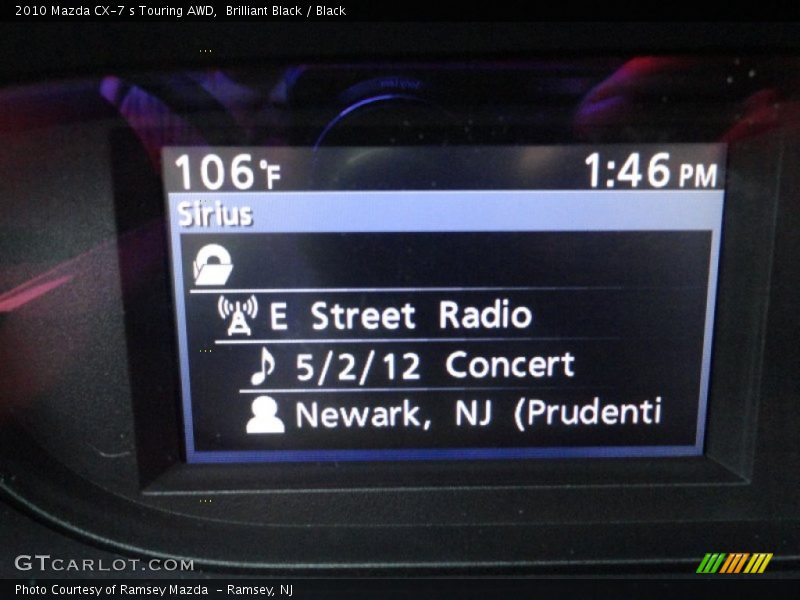 2010 Mazda CX-7 s Touring AWD,  Brilliant Black / Black
106°F
1:46 PM
Sirius
E Street Radio
5/2/12 Concert
Newark, NJ (Prudenti
GTCARLOT.COM
Photo Courtesy of Ramsey Mazda  - Ramsey, NJ